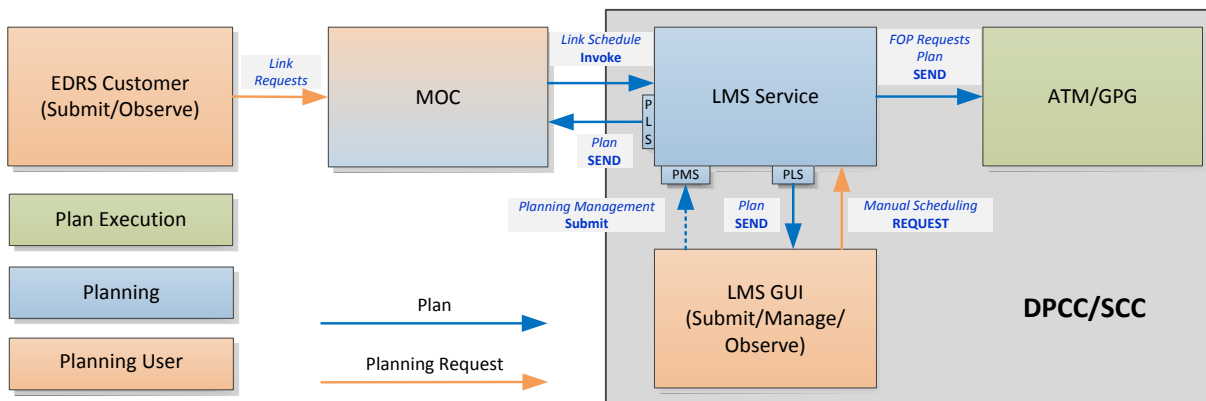 EDRS Customer
(Submit/Observe)
Link
Requests
MOC
Link Schedule
Invoke
Plan
SEND
PLS
LMS Service
FOP Requests
Plan
SEND
ATM/GPG
PMS
PLS
Planning Management
Submit
Plan
SEND
Manual Scheduling
REQUEST
LMS GUI
(Submit/Manage/
Observe)
DPCC/SCC
Plan Execution
Planning
Planning User
Plan
Planning Request